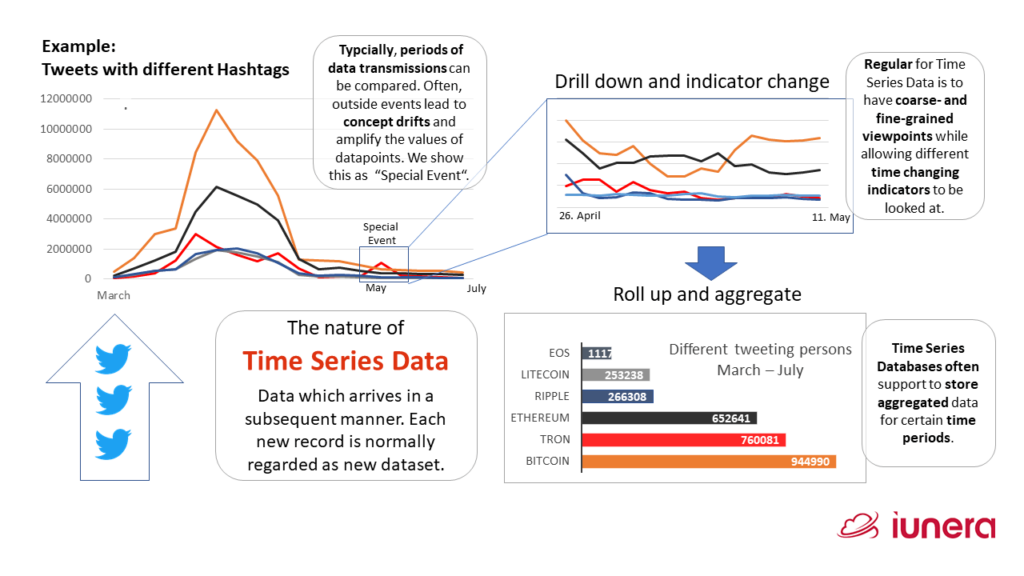 Example:
Tweets with different Hashtags
12000000
10000000
8000000
6000000
4000000
2000000
0
March
Special
Event
May
July
Typcially, periods of
data transmissions can
be compared. Often,
outside events lead to
concept drifts and
amplify the values of
datapoints. We show
this as “Special Event“.
Drill down and indicator change
26. April
11. May
Regular for Time
Series Data is to
have coarse- and
fine-grained
viewpoints while
allowing different
time changing
indicators to be
looked at.
The nature of
Time Series Data
Data which arrives in a
subsequent manner. Each
new record is normally
regarded as new dataset.
Roll up and aggregate
Different tweeting persons
March – July
EOS
LITECOIN 253238
RIPPLE 266308
ETHEREUM 652641
TRON 760081
BITCOIN 944990
Time Series
Databases often
support to store
aggregated data
for certain time
periods.
iunera